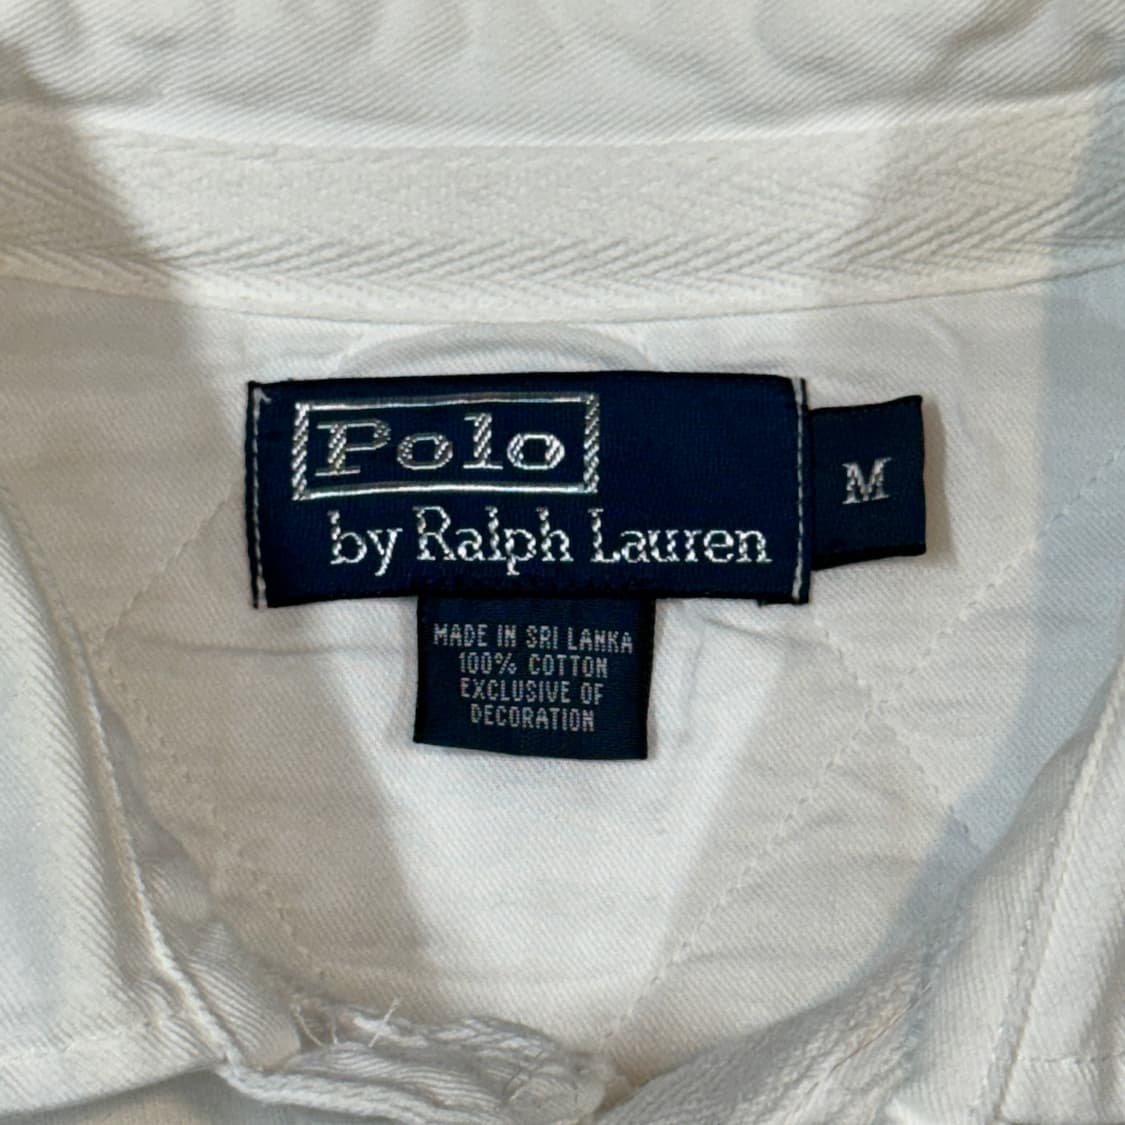 Polo
by Ralph Lauren
M
MADE IN SRI LANKA
100% COTTON
EXCLUSIVE OF
DECORATION